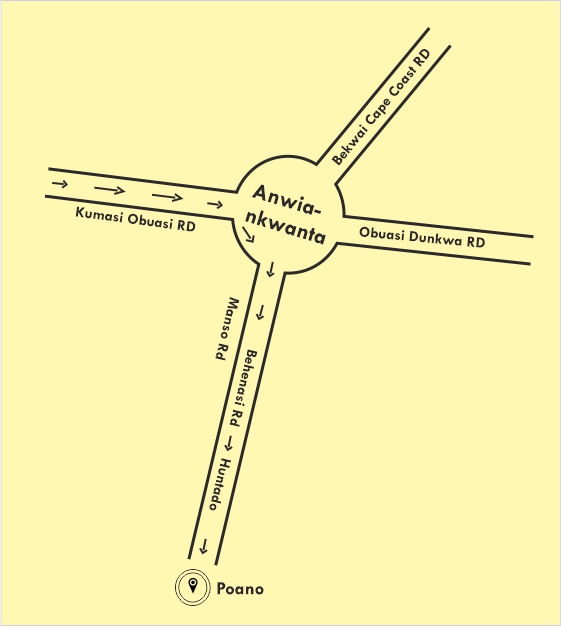 Bekwai Cape Coast RD
Anwia-
nkwanta
Kumasi Obuasi RD
Obuasi Dunkwa RD
Manso Rd
Behenasi Rd
Huntado
Poano